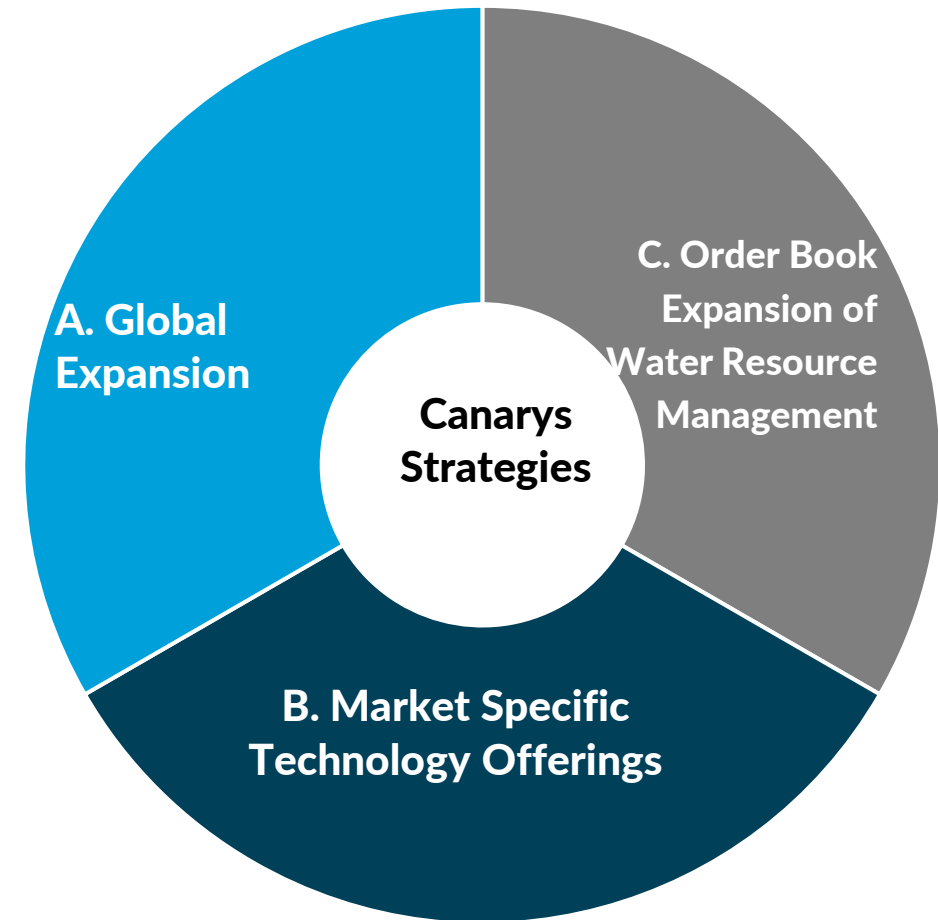 A. Global
Expansion
C. Order Book
Expansion of
Water Resource
Management
Canarys
Strategies
B. Market Specific
Technology Offerings